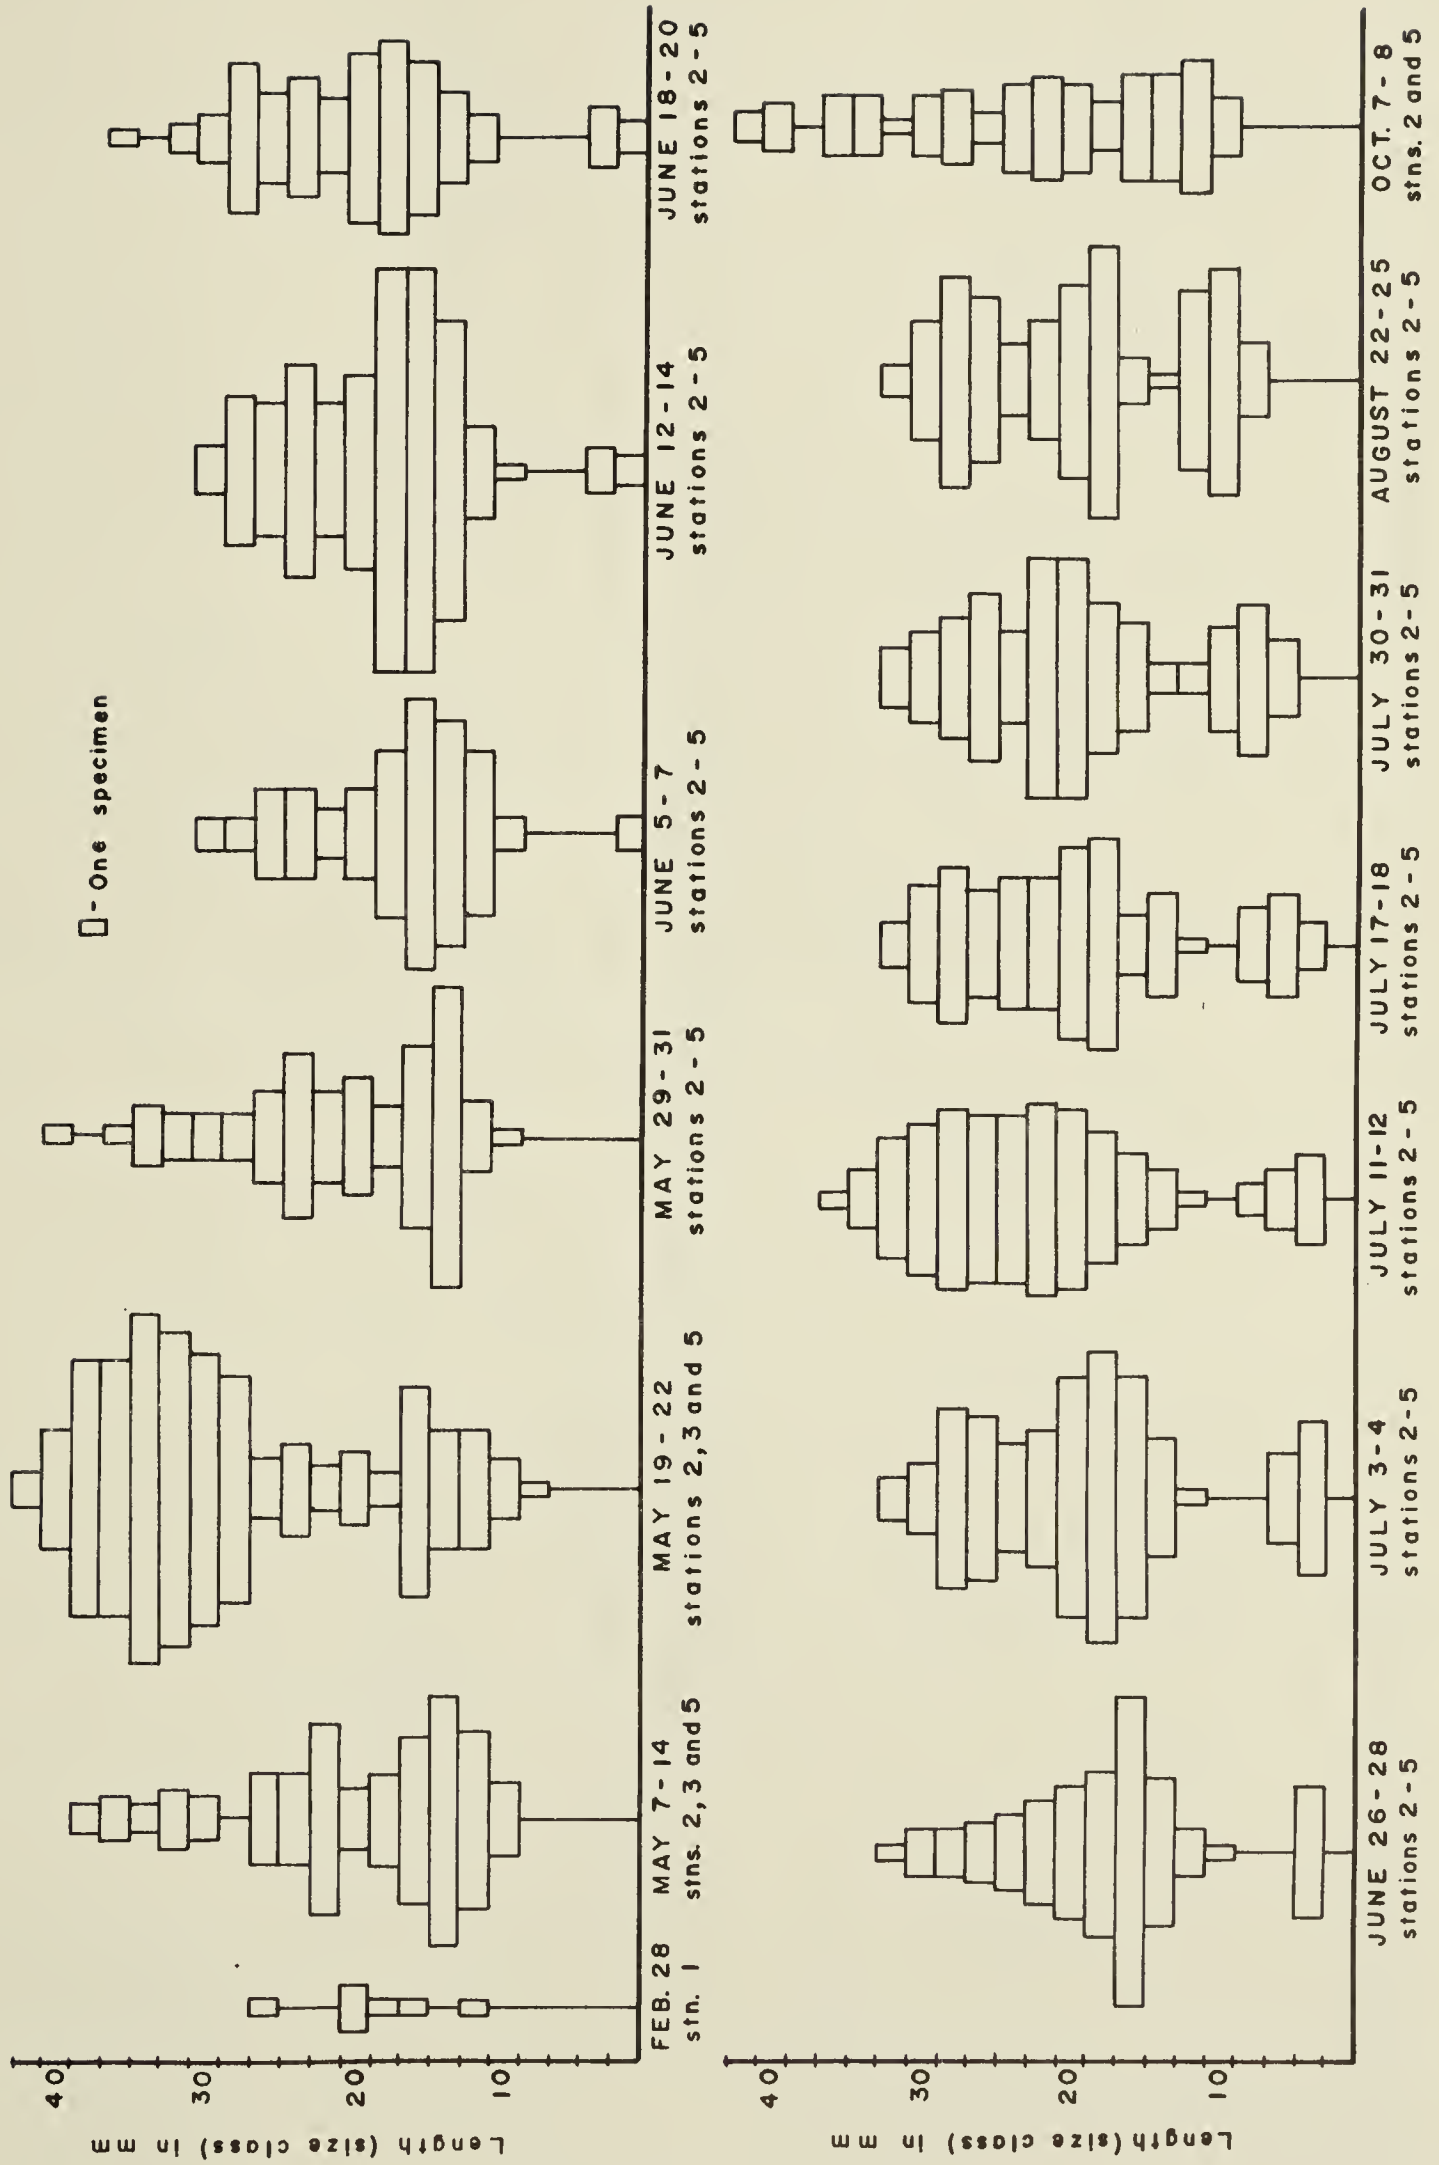 Length (size class) in mm
40
30
20
10
□-One specimen
FEB. 28
stn. 1
MAY 7-14
stns. 2,3 and 5
MAY 19-22
stations 2,3 and 5
MAY 29-31
stations 2-5
JUNE 5-7
stations 2-5
JUNE 12-14
stations 2-5
JUNE 18-20
stations 2-5
Length (size class) in mm
40
30
20
10
JUNE 26-28
stations 2-5
JULY 3-4
stations 2-5
JULY 11-12
stations 2-5
JULY 17-18
stations 2-5
JULY 30-31
stations 2-5
AUGUST 22-25
stations 2-5
OCT. 7-8
stns. 2 and 5